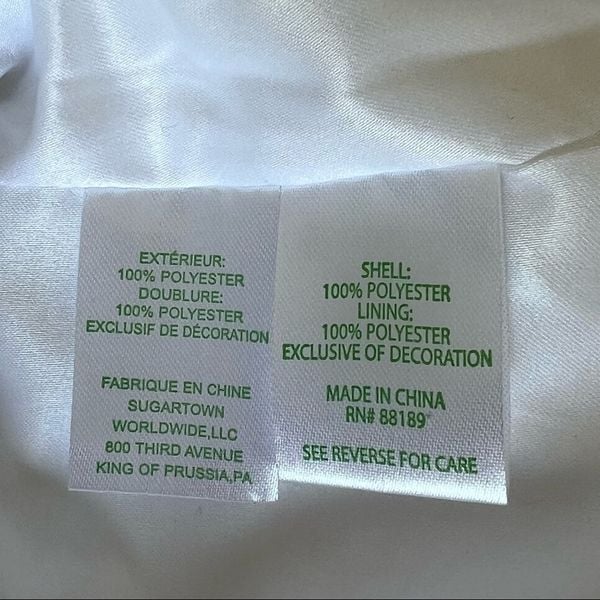 EXTÉRIEUR:
100% POLYESTER
DOUBLURE:
100% POLYESTER
EXCLUSIF DE DÉCORATION
FABRIQUE EN CHINE
SUGARTOWN
WORLDWIDE,LLC
800 THIRD AVENUE
KING OF PRUSSIA,PA
SHELL:
100% POLYESTER
LINING:
100% POLYESTER
EXCLUSIVE OF DECORATION
MADE IN CHINA
RN# 88189
SEE REVERSE FOR CARE